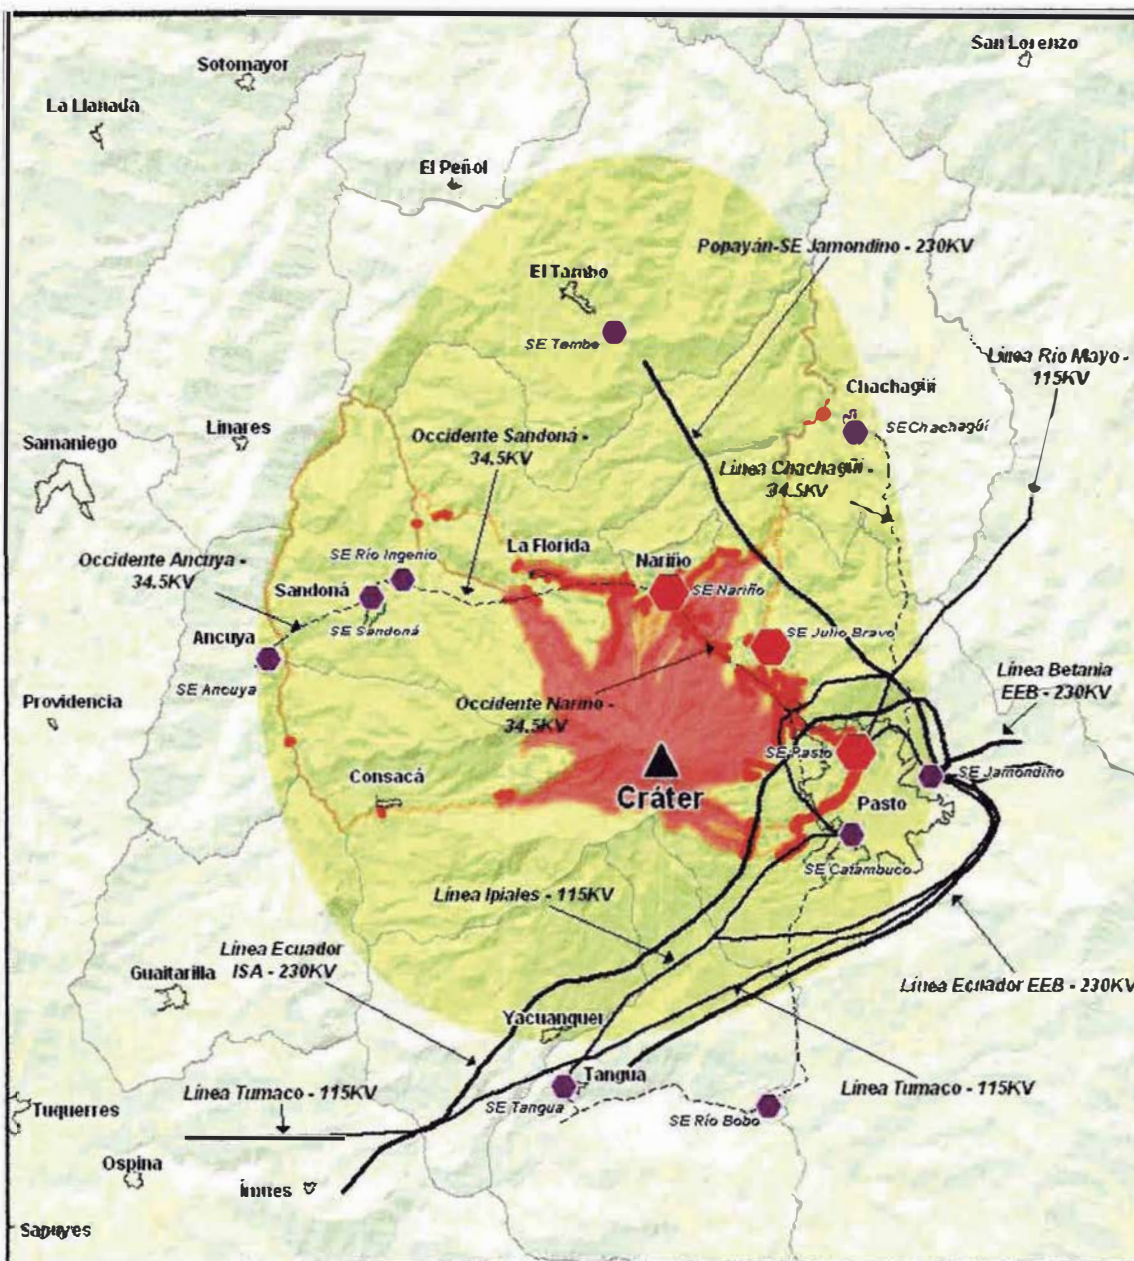 San Lorenzo
Sotomayor
La Llanada
El Peñol
Popayán-SE Jamondino - 230KV
El Tambo
SE Tambo
Línea Río Mayo -
115KV
Chachagüí
SE Chachagüí
Linares
Occidente Sandoná -
34.5KV
Samaniego
Línea Chachagüi -
34.5KV
La Florida
Nariño
SE Nariño
Occidente Ancuya -
34.5KV
SE Río Ingenio
Sandoná
SE Sandoná
SE Julio Bravo
Ancuya
SE Ancuya
Línea Betania
EEB - 230KV
Providencia
Occidente Narino -
34.5KV
SE Pasto
SE Jamondino
Consacá
Cráter
Pasto
SE Catambuco
Línea Ipiales - 115KV
Línea Ecuador
ISA - 230KV
Guaitarilla
Línea Ecuador EEB - 230KV
Yacuanquer
Tangua
SE Tangua
Línea Tumaco - 115KV
Línea Tumaco - 115KV
Tuquerres
SE Río Bobo
Ospina
Imues
Sapuyes